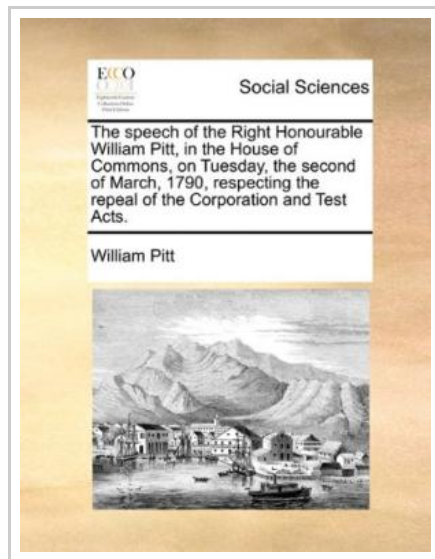 ECCO
Social Sciences
The speech of the Right Honourable
William Pitt, in the House of
Commons, on Tuesday, the second
of March, 1790, respecting the
repeal of the Corporation and Test
Acts.
William Pitt